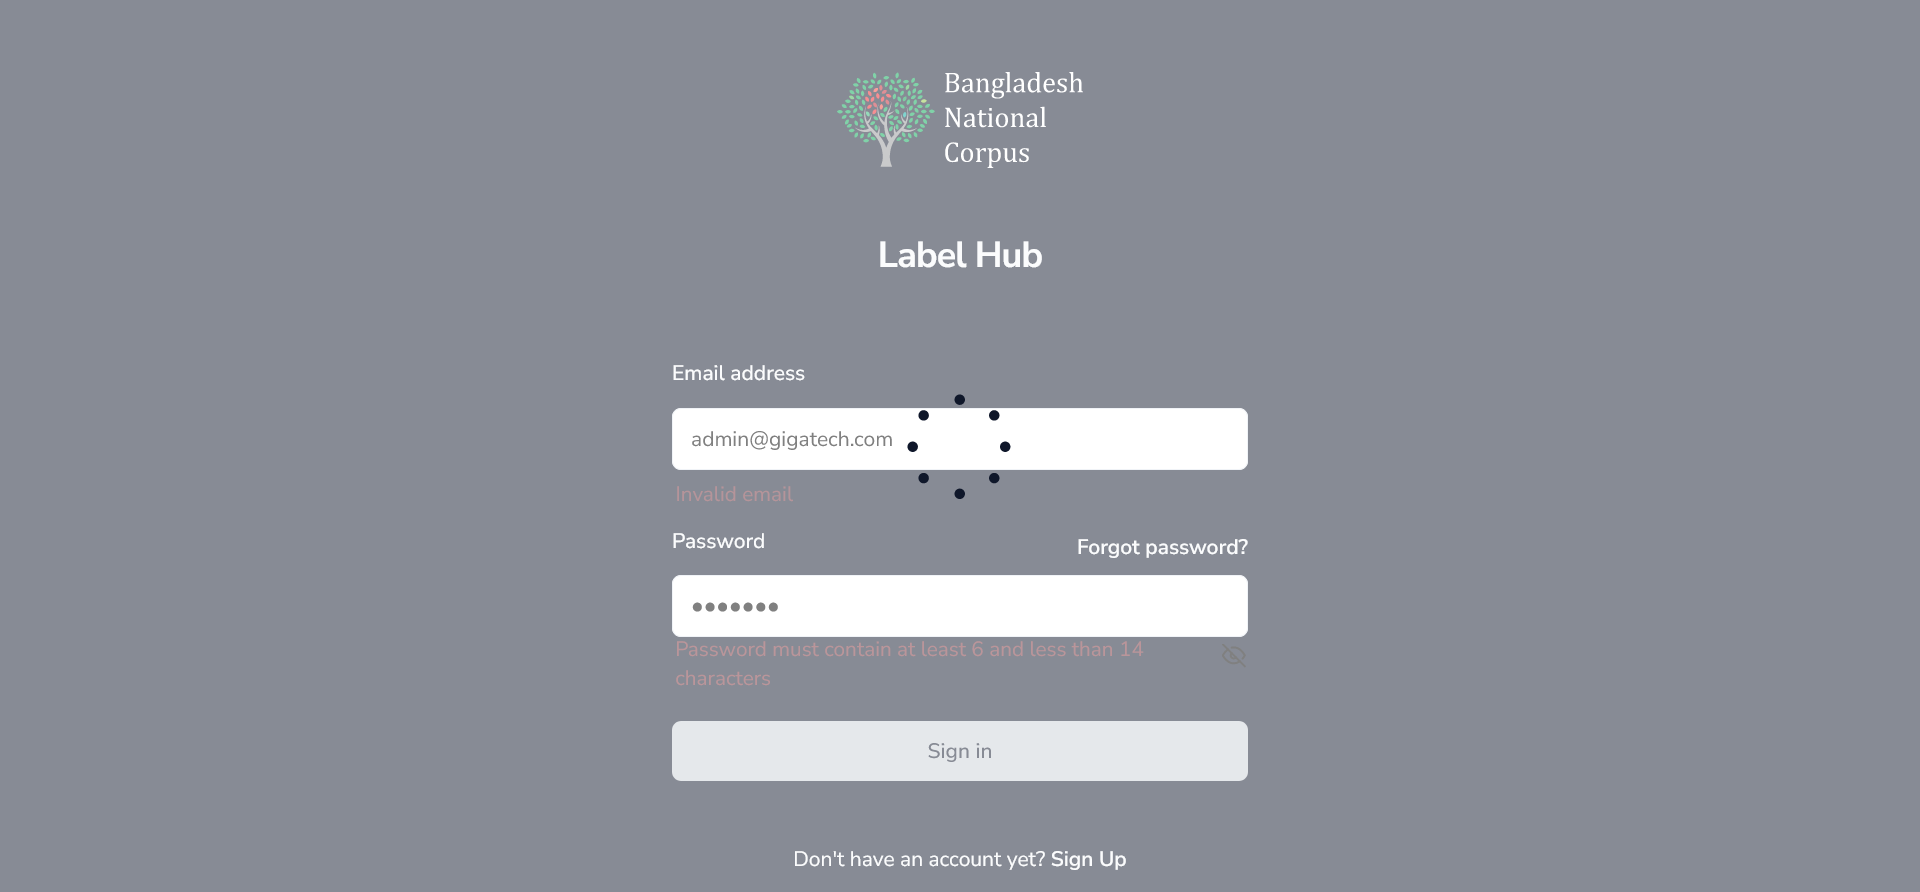 Bangladesh
National
Corpus
Label Hub
Email address
admin@gigatech.com
Invalid email
Password
Forgot password?
•••••••
Password must contain at least 6 and less than 14
characters
Sign in
Don't have an account yet? Sign Up